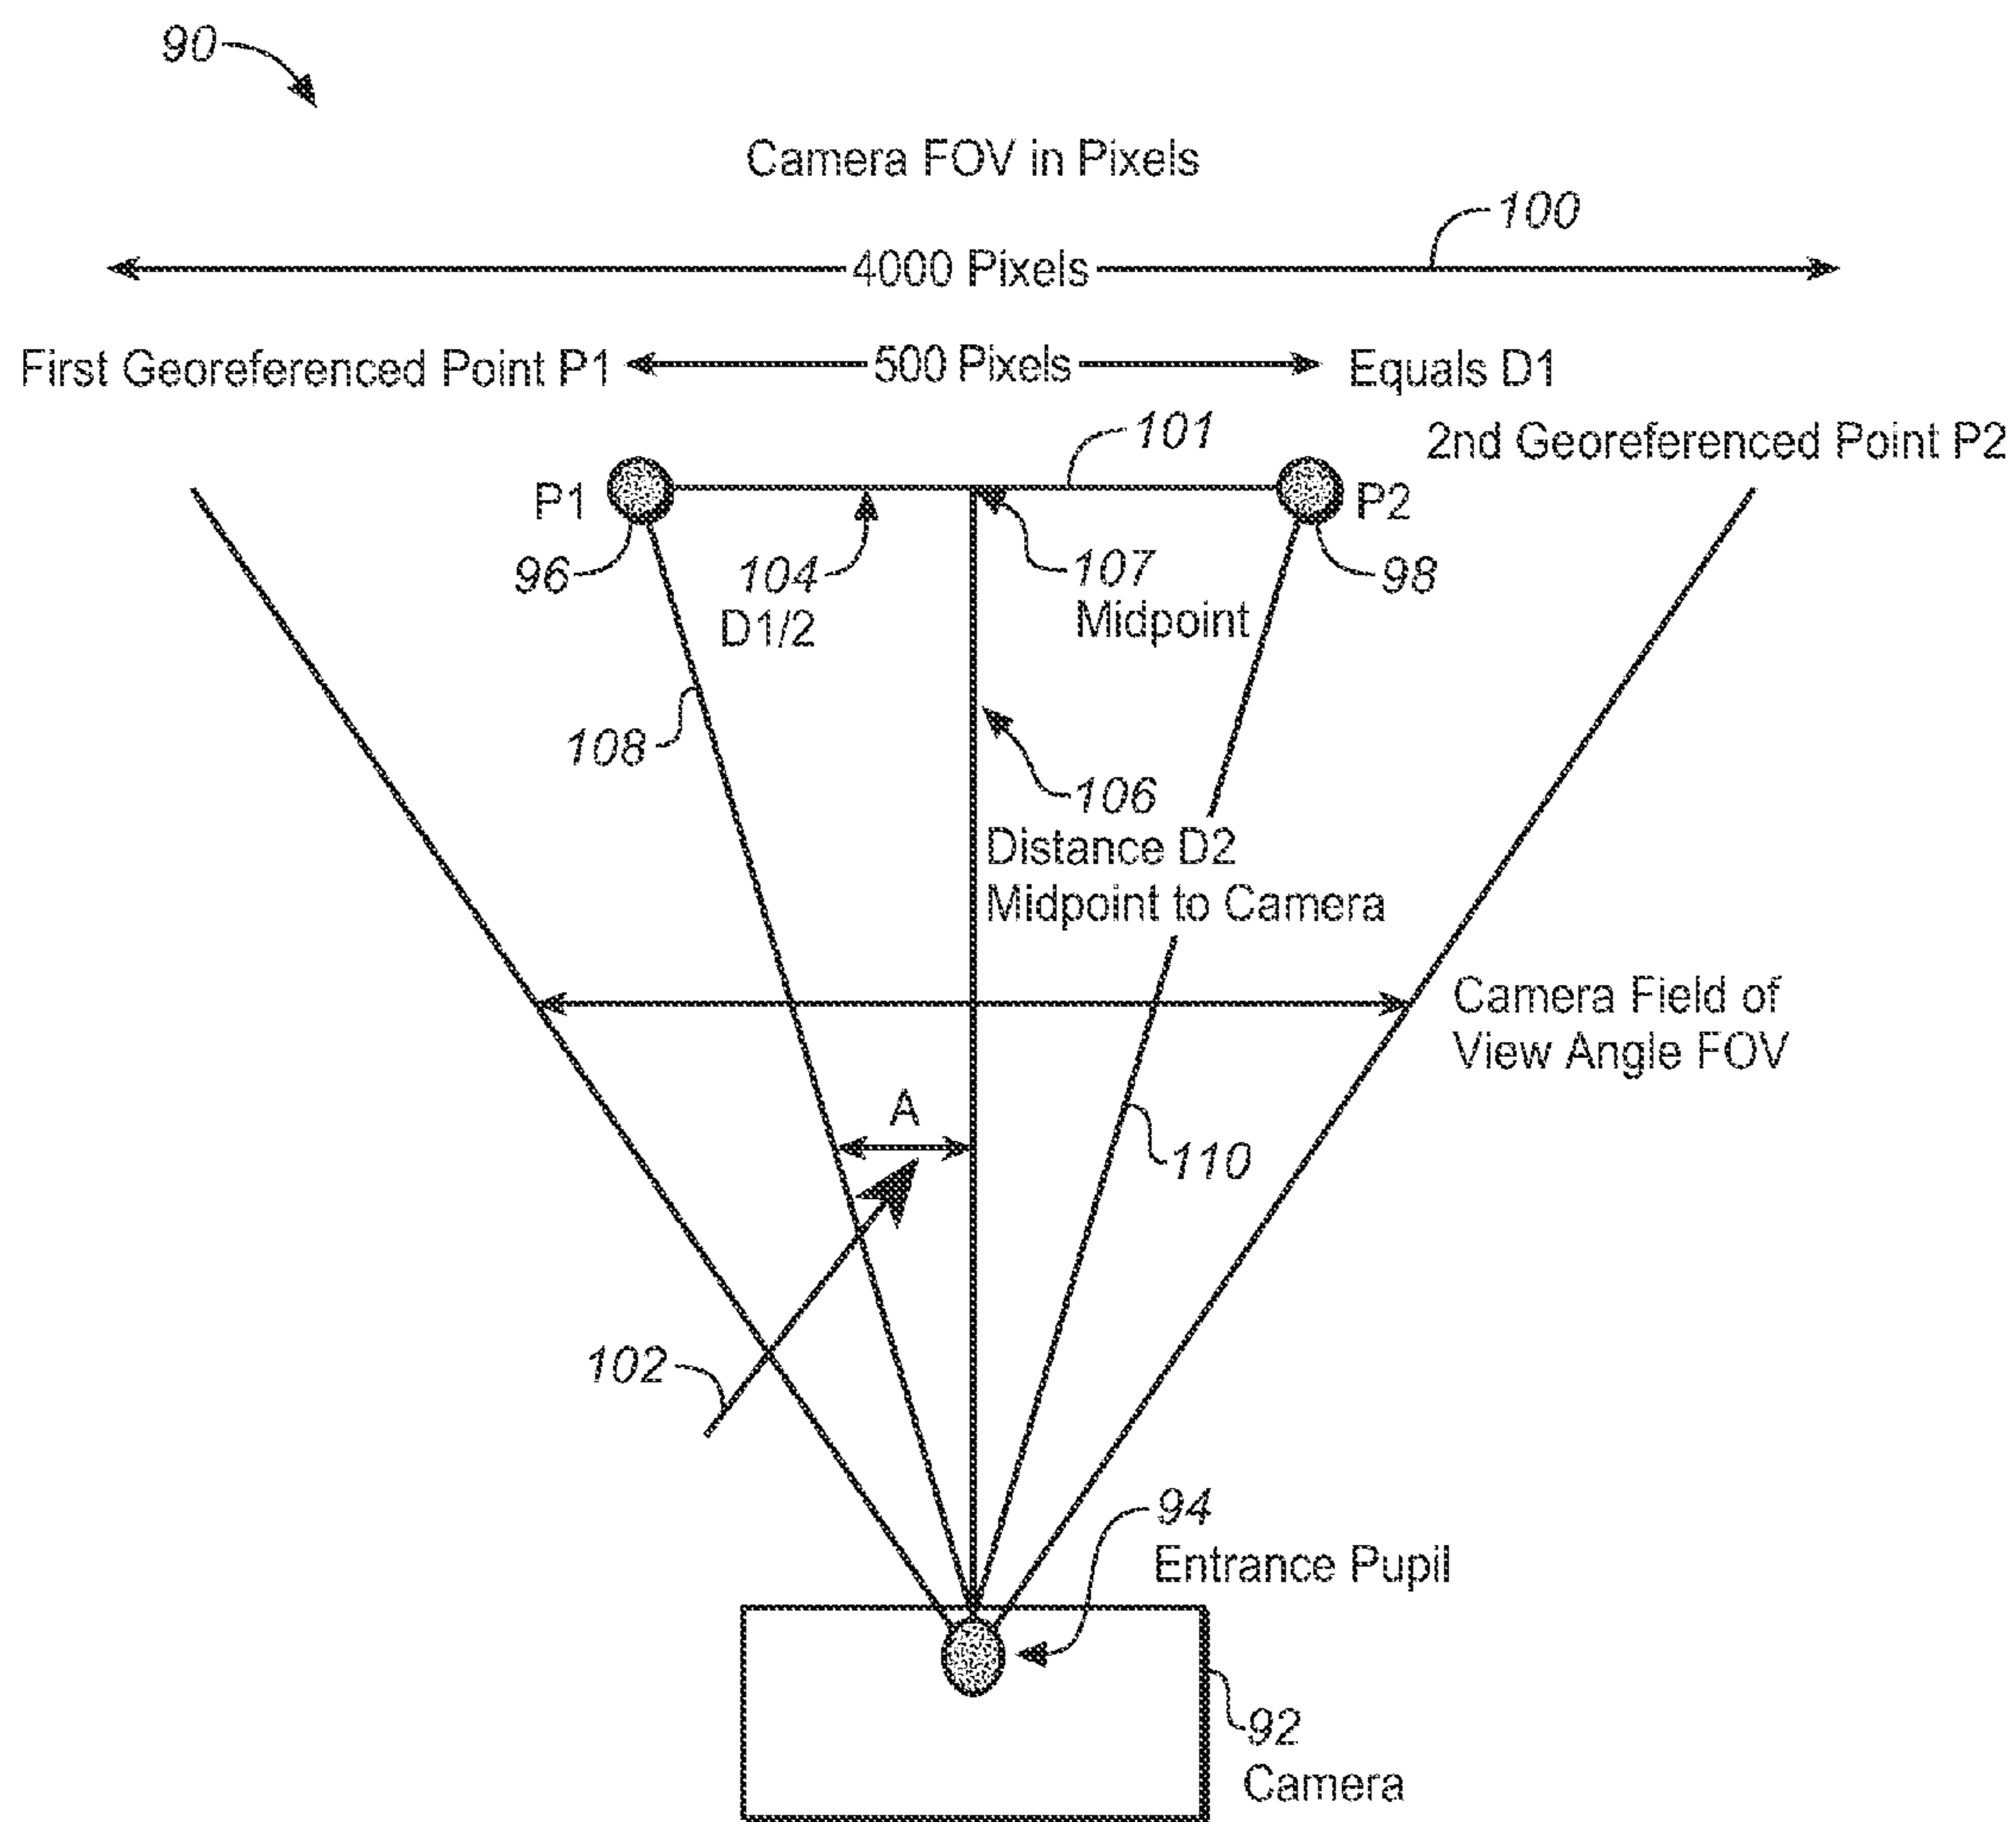 90
Camera FOV in Pixels
100
4000 Pixels
First Georeferenced Point P1
500 Pixels
Equals D1
101
2nd Georeferenced Point P2
P1
P2
96
104
D1/2
107
Midpoint
98
108
106
Distance D2
Midpoint to Camera
Camera Field of
View Angle FOV
A
110
102
94
Entrance Pupil
92
Camera